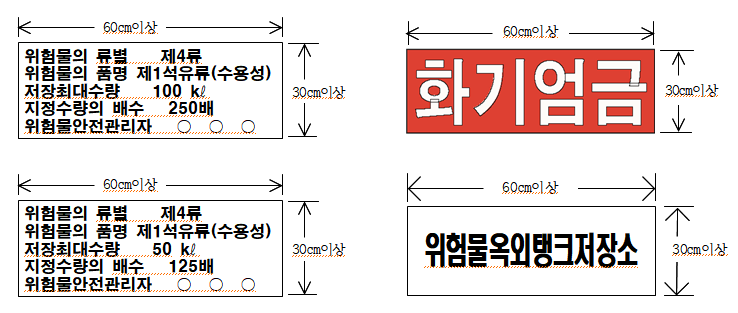 60cm이상
위험물의 류별 제4류
위험물의 품명 제1석유류(수용성)
저장최대수량 100 kℓ
지정수량의 배수 250배
위험물안전관리자 ○ ○ ○
30cm이상
60cm이상
화기엄금
30cm이상
60cm이상
위험물의 류별 제4류
위험물의 품명 제1석유류(수용성)
저장최대수량 50 kℓ
지정수량의 배수 125배
위험물안전관리자 ○ ○ ○
30cm이상
60cm이상
위험물옥외탱크저장소
30cm이상